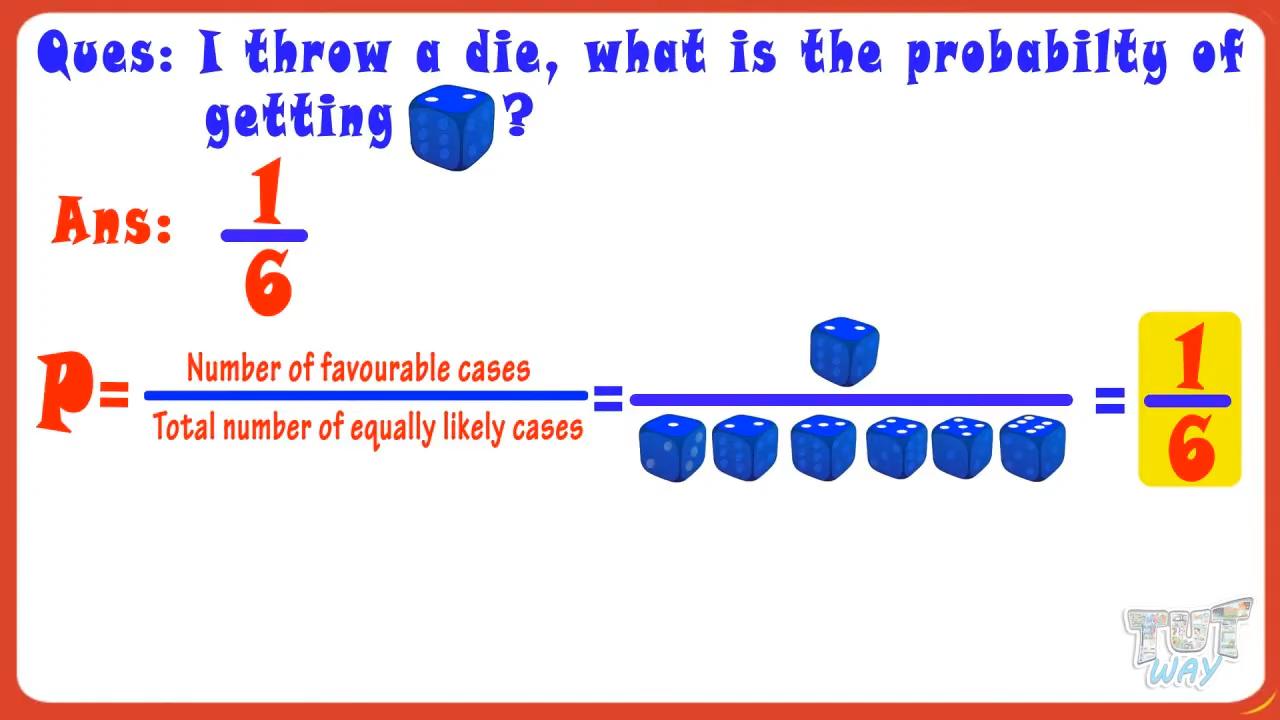 Ques: I throw a die, what is the probabilty of
getting ?
Ans: 1
6
P= Number of favourable cases = = 1
Total number of equally likely cases 6
TUT
WAY